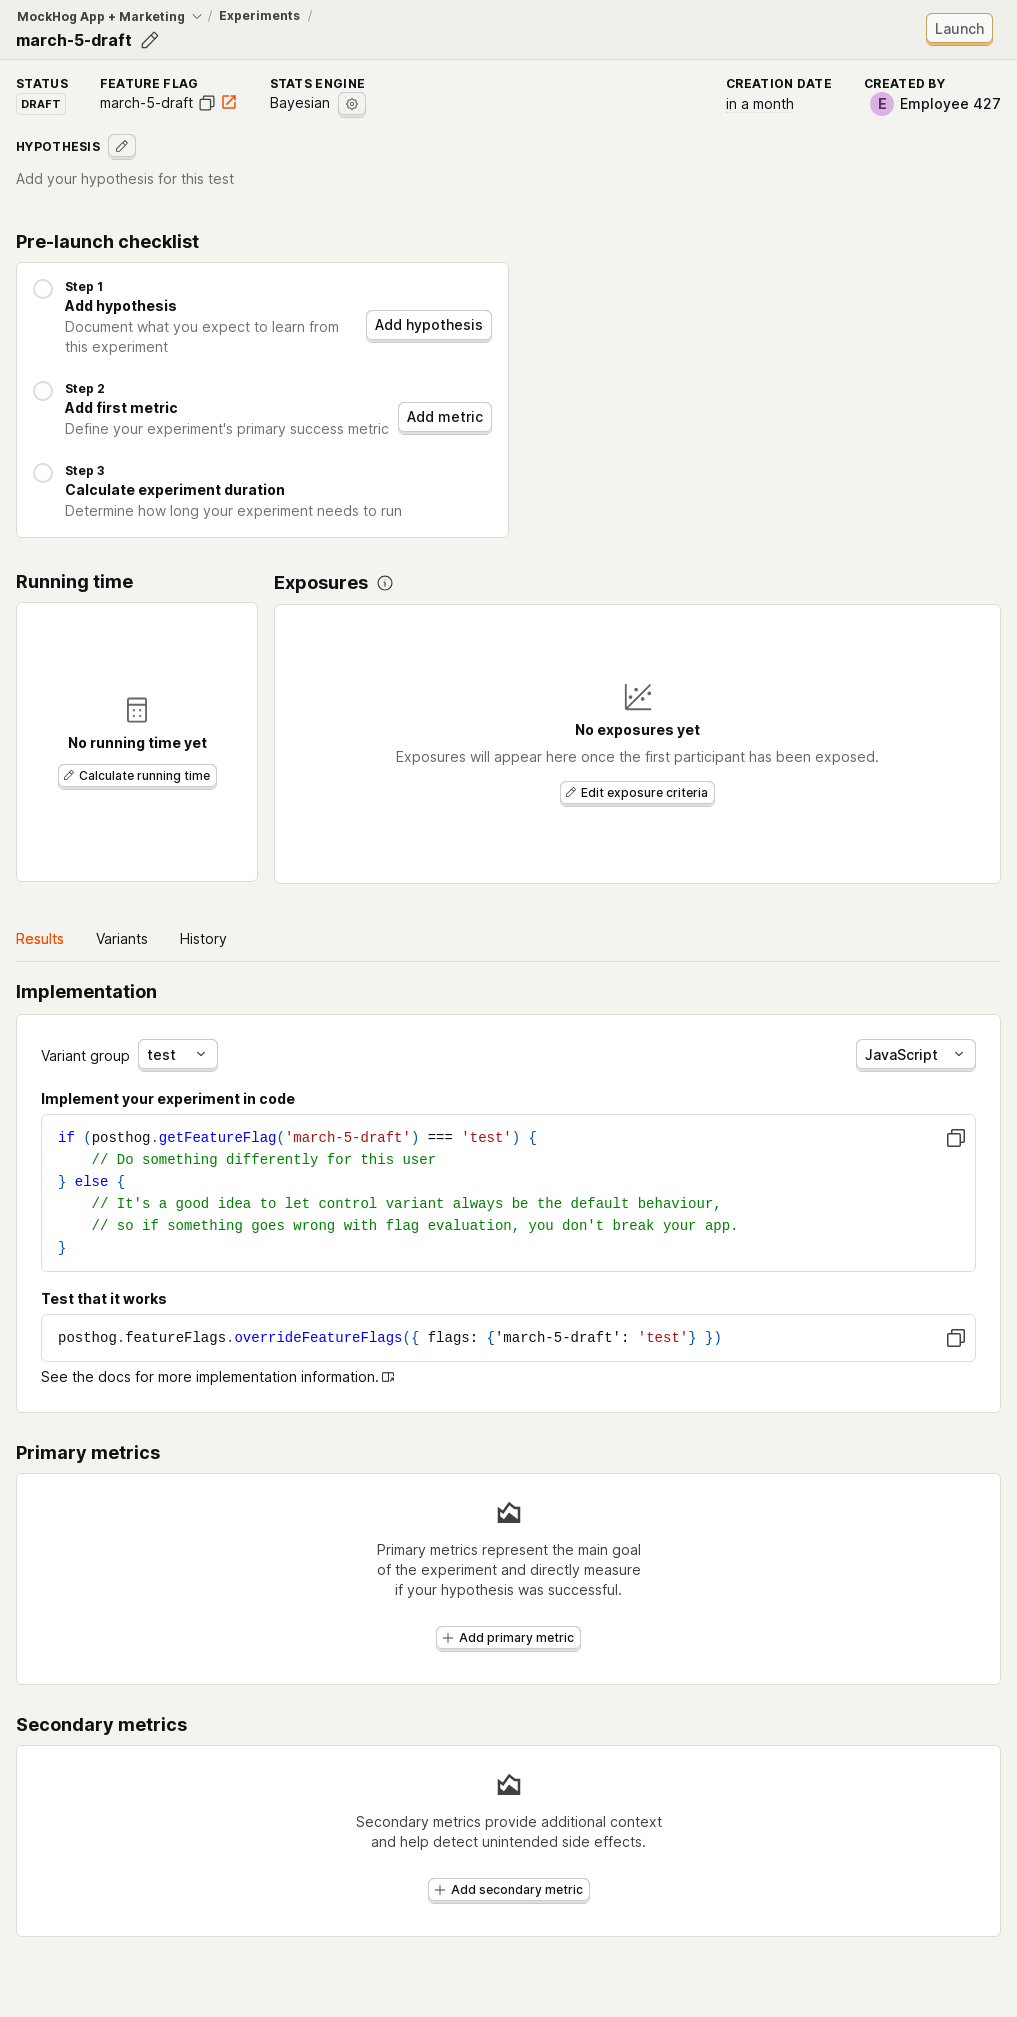 MockHog App + Marketing / Experiments /
march-5-draft
Launch
STATUS
DRAFT
FEATURE FLAG
march-5-draft
STATS ENGINE
Bayesian
CREATION DATE
in a month
CREATED BY
E Employee 427
HYPOTHESIS
Add your hypothesis for this test
Pre-launch checklist
Step 1
Add hypothesis
Document what you expect to learn from
this experiment
Add hypothesis
Step 2
Add first metric
Define your experiment's primary success metric
Add metric
Step 3
Calculate experiment duration
Determine how long your experiment needs to run
Running time
No running time yet
Calculate running time
Exposures
No exposures yet
Exposures will appear here once the first participant has been exposed.
Edit exposure criteria
Results Variants History
Implementation
Variant group test JavaScript
Implement your experiment in code
if (posthog.getFeatureFlag('march-5-draft') === 'test') {
    // Do something differently for this user
} else {
    // It's a good idea to let control variant always be the default behaviour,
    // so if something goes wrong with flag evaluation, you don't break your app.
}
Test that it works
posthog.featureFlags.overrideFeatureFlags({ flags: {'march-5-draft': 'test'} })
See the docs for more implementation information.
Primary metrics
Primary metrics represent the main goal
of the experiment and directly measure
if your hypothesis was successful.
Add primary metric
Secondary metrics
Secondary metrics provide additional context
and help detect unintended side effects.
Add secondary metric